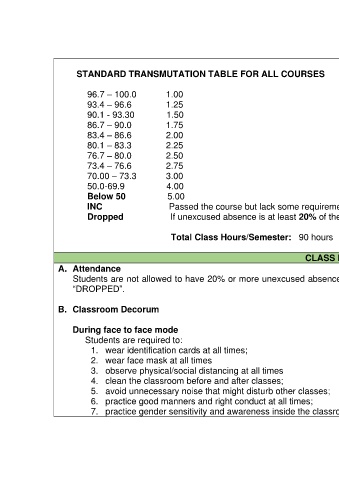 STANDARD TRANSMUTATION TABLE FOR ALL COURSES
96.7 – 100.0 1.00
93.4 – 96.6 1.25
90.1 - 93.30 1.50
86.7 – 90.0 1.75
83.4 – 86.6 2.00
80.1 – 83.3 2.25
76.7 – 80.0 2.50
73.4 – 76.6 2.75
70.00 – 73.3 3.00
50.0-69.9 4.00
Below 50 5.00
INC Passed the course but lack some
Dropped If unexcused absence is at least 20% of the
Total Class Hours/Semester: 90 hours
CLASS
A. Attendance
Students are not allowed to have 20% or more unexcused
“DROPPED”.
B. Classroom Decorum
During face to face mode
Students are required to:
1. wear identification cards at all times;
2. wear face mask at all times
3. observe physical/social distancing at all times
4. clean the classroom before and after classes;
5. avoid unnecessary noise that might disturb other classes;
6. practice good manners and right conduct at all times;
7. practice gender sensitivity and awareness inside the